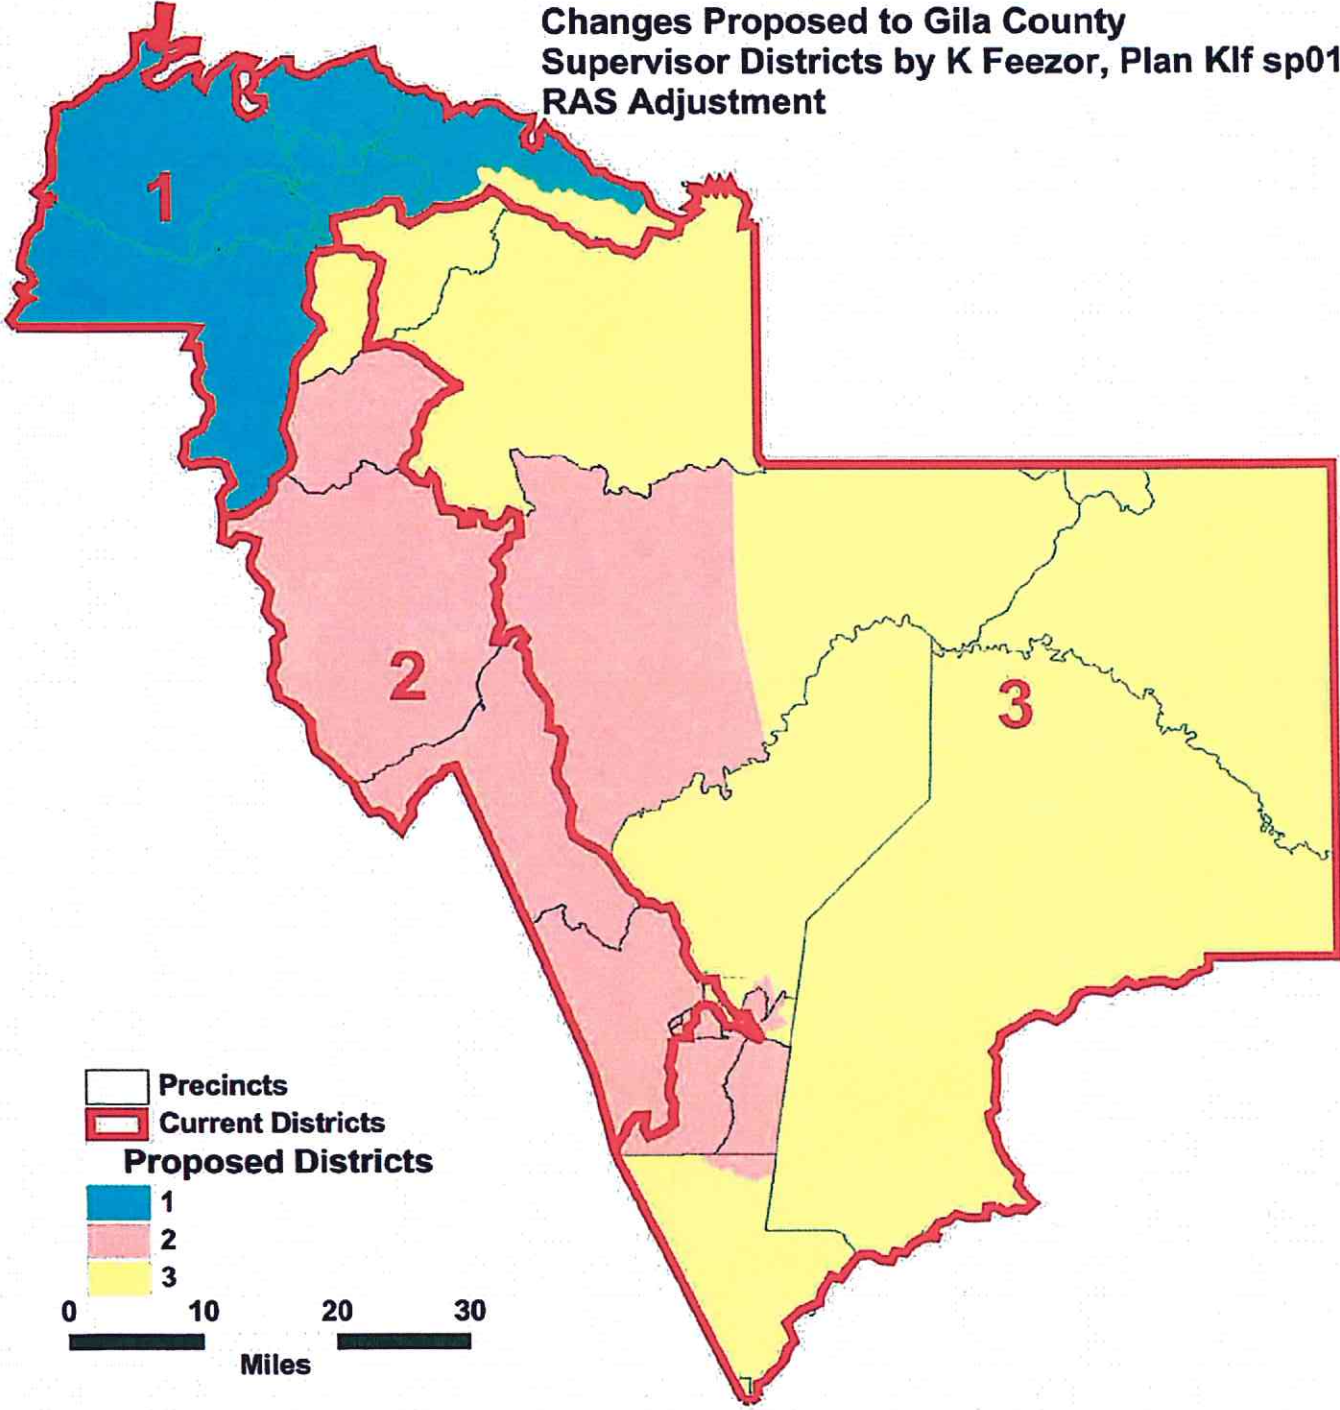 Changes Proposed to Gila County
Supervisor Districts by K Feezor, Plan Klf sp01
RAS Adjustment
1
2
3
Precincts
Current Districts
Proposed Districts
1
2
3
0 10 20 30
Miles